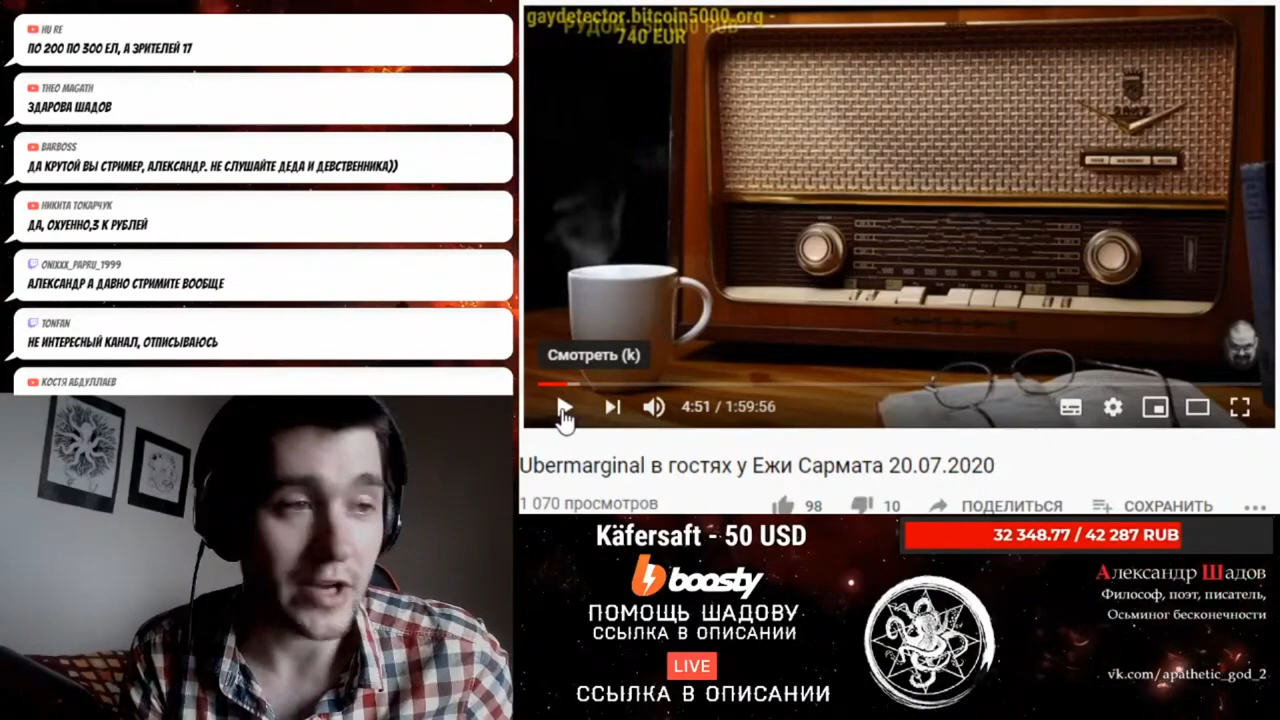 HU RE
ПО 200 ПО 300 ЕЛ, А ЗРИТЕЛЕЙ 17
THEO MAGATH
ЗДАРОВА ШАДОВ
BARBOSS
ДА КРУТОЙ ВЫ СТРИМЕР, АЛЕКСАНДР. НЕ СЛУШАЙТЕ ДЕДА И ДЕВСТВЕННИКА))
НИКИТА ТОКАРЧУК
ДА, ОХУЕННО,3 К РУБЛЕЙ
ONIXXX_PAPRU_1999
АЛЕКСАНДР А ДАВНО СТРИМИТЕ ВООБЩЕ
TONFAN
НЕ ИНТЕРЕСНЫЙ КАНАЛ, ОТПИСЫВАЮСЬ
КОСТЯ АБДУЛЛАЕВ
gaydetector.bitcoin5000.org -
740 EUR
Смотреть (k)
4:51 / 1:59:56
Ubermarginal в гостях у Ежи Сармата 20.07.2020
1 070 просмотров
98
10
ПОДЕЛИТЬСЯ
СОХРАНИТЬ
Käfersaft - 50 USD
boosty
ПОМОЩЬ ШАДОВУ
ССЫЛКА В ОПИСАНИИ
LIVE
ССЫЛКА В ОПИСАНИИ
32 348.77 / 42 287 RUB
Александр Шадов
Философ, поэт, писатель,
Осьминог бесконечности
vk.com/apathetic_god_2